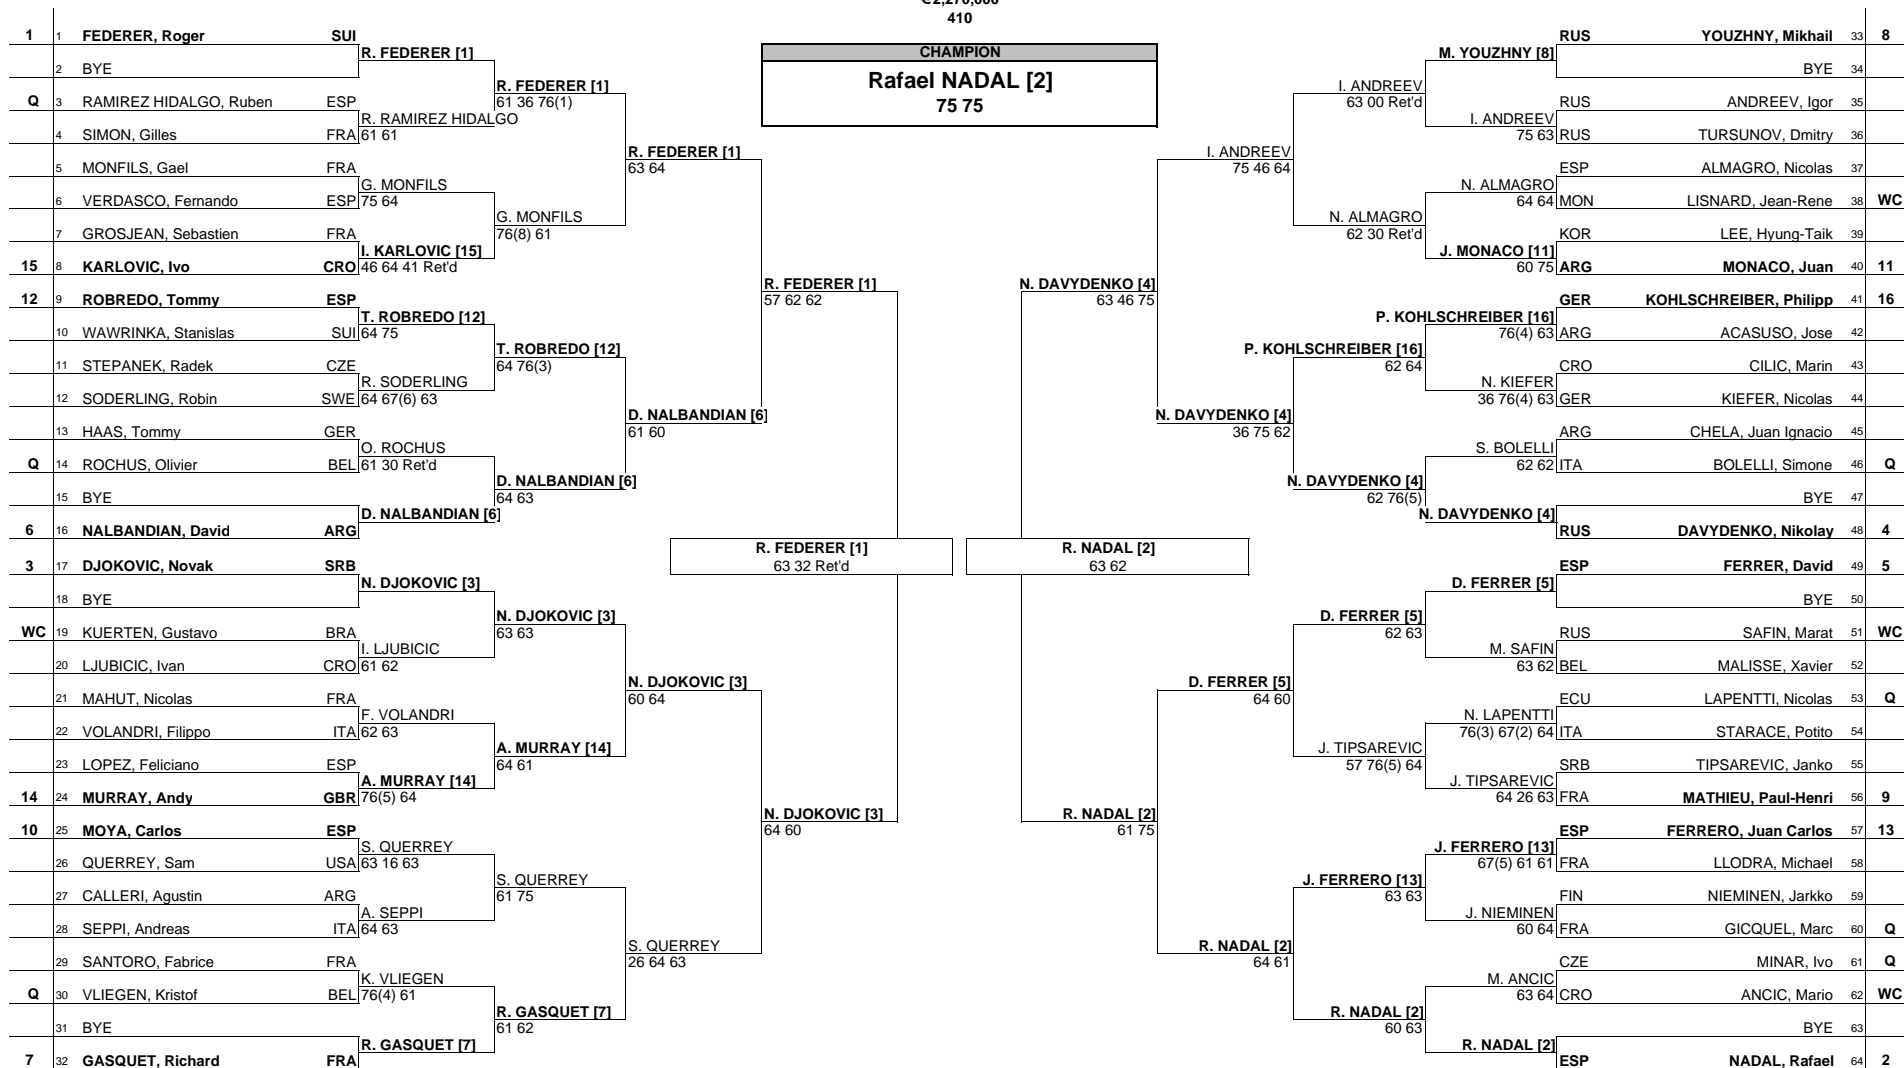 €2,270,000
410
CHAMPION
Rafael NADAL [2]
75 75
1 1 FEDERER, Roger SUI
2 BYE
Q 3 RAMIREZ HIDALGO, Ruben ESP
4 SIMON, Gilles FRA
5 MONFILS, Gael FRA
6 VERDASCO, Fernando ESP
7 GROSJEAN, Sebastien FRA
15 8 KARLOVIC, Ivo CRO
12 9 ROBREDO, Tommy ESP
10 WAWRINKA, Stanislas SUI
11 STEPANEK, Radek CZE
12 SODERLING, Robin SWE
13 HAAS, Tommy GER
Q 14 ROCHUS, Olivier BEL
15 BYE
6 16 NALBANDIAN, David ARG
3 17 DJOKOVIC, Novak SRB
18 BYE
WC 19 KUERTEN, Gustavo BRA
20 LJUBICIC, Ivan CRO
21 MAHUT, Nicolas FRA
22 VOLANDRI, Filippo ITA
23 LOPEZ, Feliciano ESP
14 24 MURRAY, Andy GBR
10 25 MOYA, Carlos ESP
26 QUERREY, Sam USA
27 CALLERI, Agustin ARG
28 SEPPI, Andreas ITA
29 SANTORO, Fabrice FRA
Q 30 VLIEGEN, Kristof BEL
31 BYE
7 32 GASQUET, Richard FRA
R. FEDERER [1]
R. RAMIREZ HIDALGO
61 61
G. MONFILS
75 64
I. KARLOVIC [15]
46 64 41 Ret'd
T. ROBREDO [12]
64 75
R. SODERLING
64 67(6) 63
O. ROCHUS
61 30 Ret'd
D. NALBANDIAN [6]
N. DJOKOVIC [3]
I. LJUBICIC
61 62
F. VOLANDRI
62 63
A. MURRAY [14]
76(5) 64
S. QUERREY
63 16 63
A. SEPPI
64 63
K. VLIEGEN
76(4) 61
R. GASQUET [7]
R. FEDERER [1]
61 36 76(1)
G. MONFILS
76(8) 61
T. ROBREDO [12]
64 76(3)
D. NALBANDIAN [6]
64 63
N. DJOKOVIC [3]
63 63
A. MURRAY [14]
64 61
S. QUERREY
61 75
R. GASQUET [7]
61 62
R. FEDERER [1]
63 64
D. NALBANDIAN [6]
61 60
N. DJOKOVIC [3]
60 64
S. QUERREY
26 64 63
R. FEDERER [1]
57 62 62
N. DJOKOVIC [3]
64 60
R. FEDERER [1]
63 32 Ret'd
R. NADAL [2]
63 62
N. DAVYDENKO [4]
63 46 75
R. NADAL [2]
61 75
I. ANDREEV
75 46 64
N. DAVYDENKO [4]
36 75 62
D. FERRER [5]
64 60
R. NADAL [2]
64 61
I. ANDREEV
63 00 Ret'd
N. ALMAGRO
62 30 Ret'd
P. KOHLSCHREIBER [16]
62 64
N. DAVYDENKO [4]
62 76(5)
D. FERRER [5]
62 63
J. TIPSAREVIC
57 76(5) 64
J. FERRERO [13]
63 63
R. NADAL [2]
60 63
M. YOUZHNY [8]
I. ANDREEV
75 63
N. ALMAGRO
64 64
J. MONACO [11]
60 75
P. KOHLSCHREIBER [16]
76(4) 63
N. KIEFER
36 76(4) 63
S. BOLELLI
62 62
N. DAVYDENKO [4]
D. FERRER [5]
M. SAFIN
63 62
N. LAPENTTI
76(3) 67(2) 64
J. TIPSAREVIC
64 26 63
J. FERRERO [13]
67(5) 61 61
J. NIEMINEN
60 64
M. ANCIC
63 64
R. NADAL [2]
RUS YOUZHNY, Mikhail 33 8
BYE 34
RUS ANDREEV, Igor 35
RUS TURSUNOV, Dmitry 36
ESP ALMAGRO, Nicolas 37
MON LISNARD, Jean-Rene 38 WC
KOR LEE, Hyung-Taik 39
ARG MONACO, Juan 40 11
GER KOHLSCHREIBER, Philipp 41 16
ARG ACASUSO, Jose 42
CRO CILIC, Marin 43
GER KIEFER, Nicolas 44
ARG CHELA, Juan Ignacio 45
ITA BOLELLI, Simone 46 Q
BYE 47
RUS DAVYDENKO, Nikolay 48 4
ESP FERRER, David 49 5
BYE 50
RUS SAFIN, Marat 51 WC
BEL MALISSE, Xavier 52
ECU LAPENTTI, Nicolas 53 Q
ITA STARACE, Potito 54
SRB TIPSAREVIC, Janko 55
FRA MATHIEU, Paul-Henri 56 9
ESP FERRERO, Juan Carlos 57 13
FRA LLODRA, Michael 58
FIN NIEMINEN, Jarkko 59
FRA GICQUEL, Marc 60 Q
CZE MINAR, Ivo 61 Q
CRO ANCIC, Mario 62 WC
BYE 63
ESP NADAL, Rafael 64 2